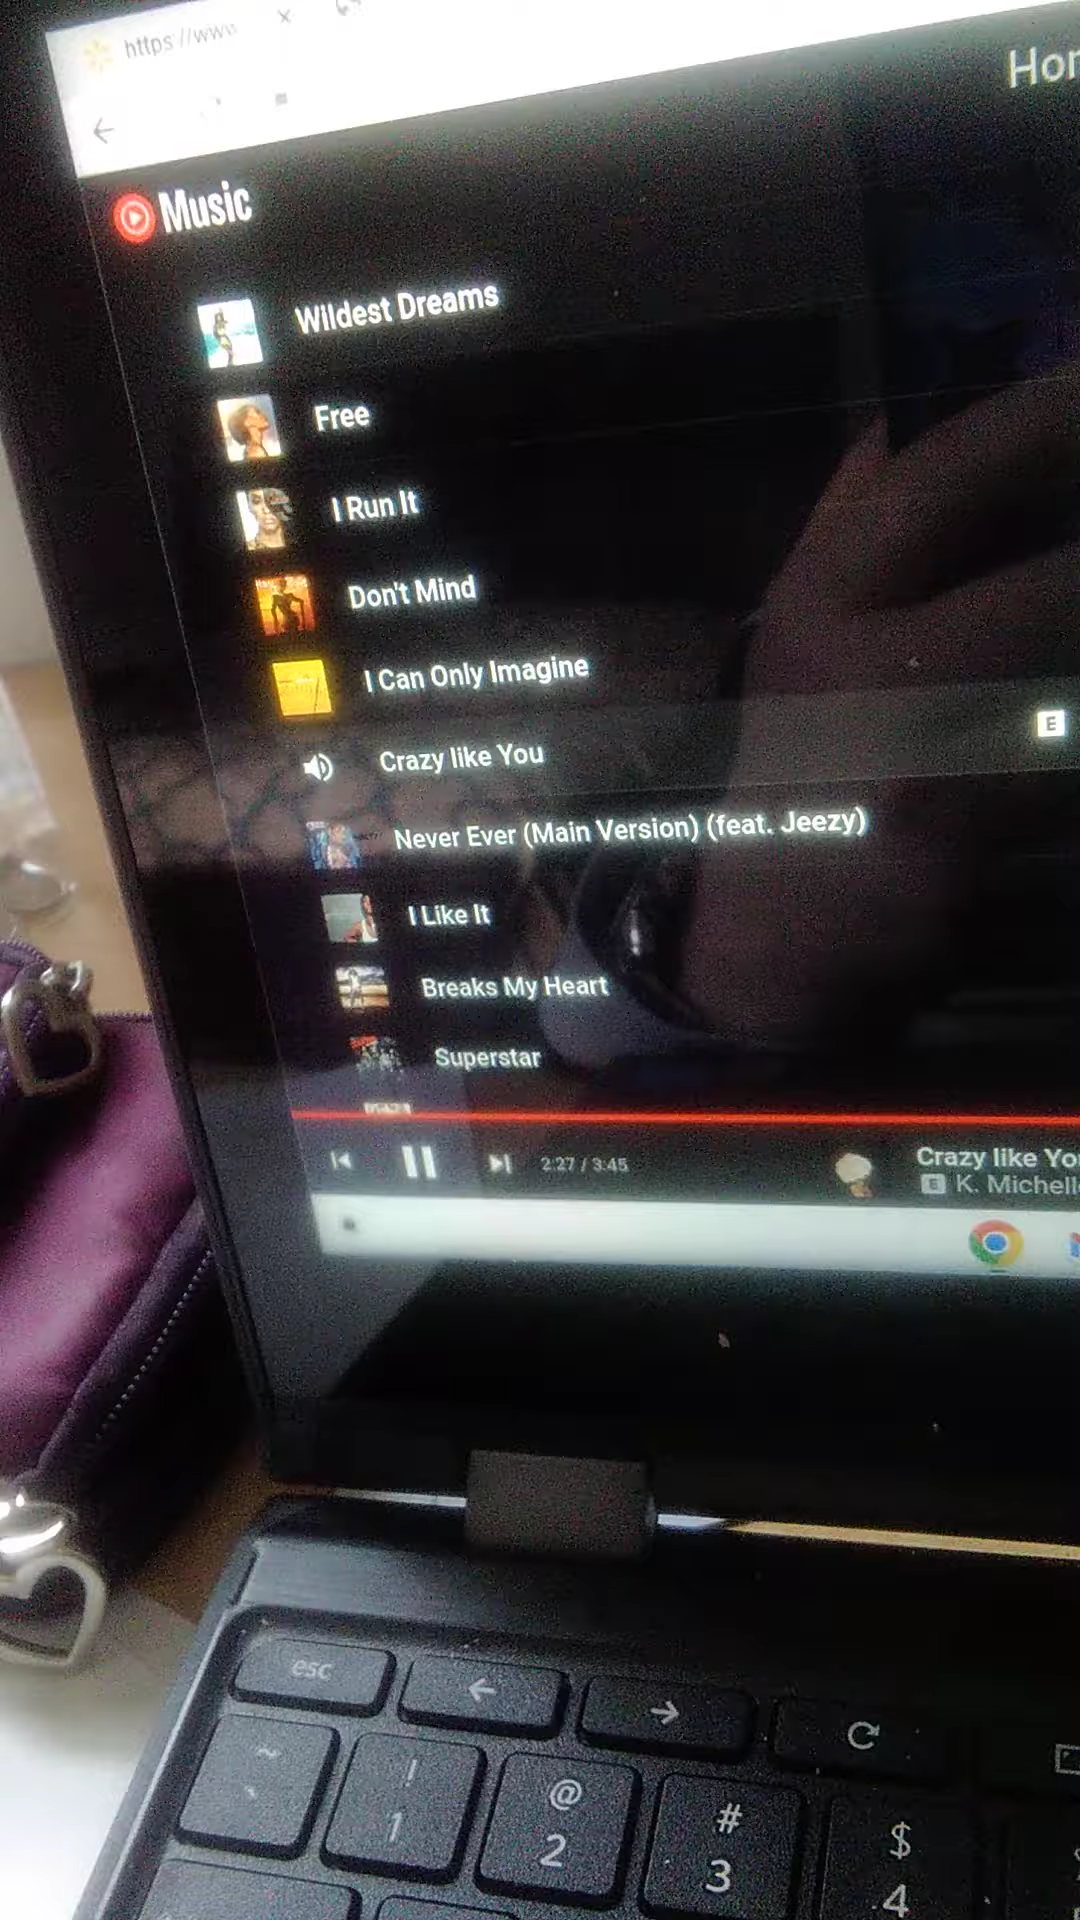 https://www
Hor
Music
Wildest Dreams
Free
I Run It
Don't Mind
I Can Only Imagine
Crazy like You
E
Never Ever (Main Version) (feat. Jeezy)
I Like It
Breaks My Heart
Superstar
2:27 / 3:45
Crazy like You
E K. Michelle
esc
~
`
!
1
@
2
#
3
$
4